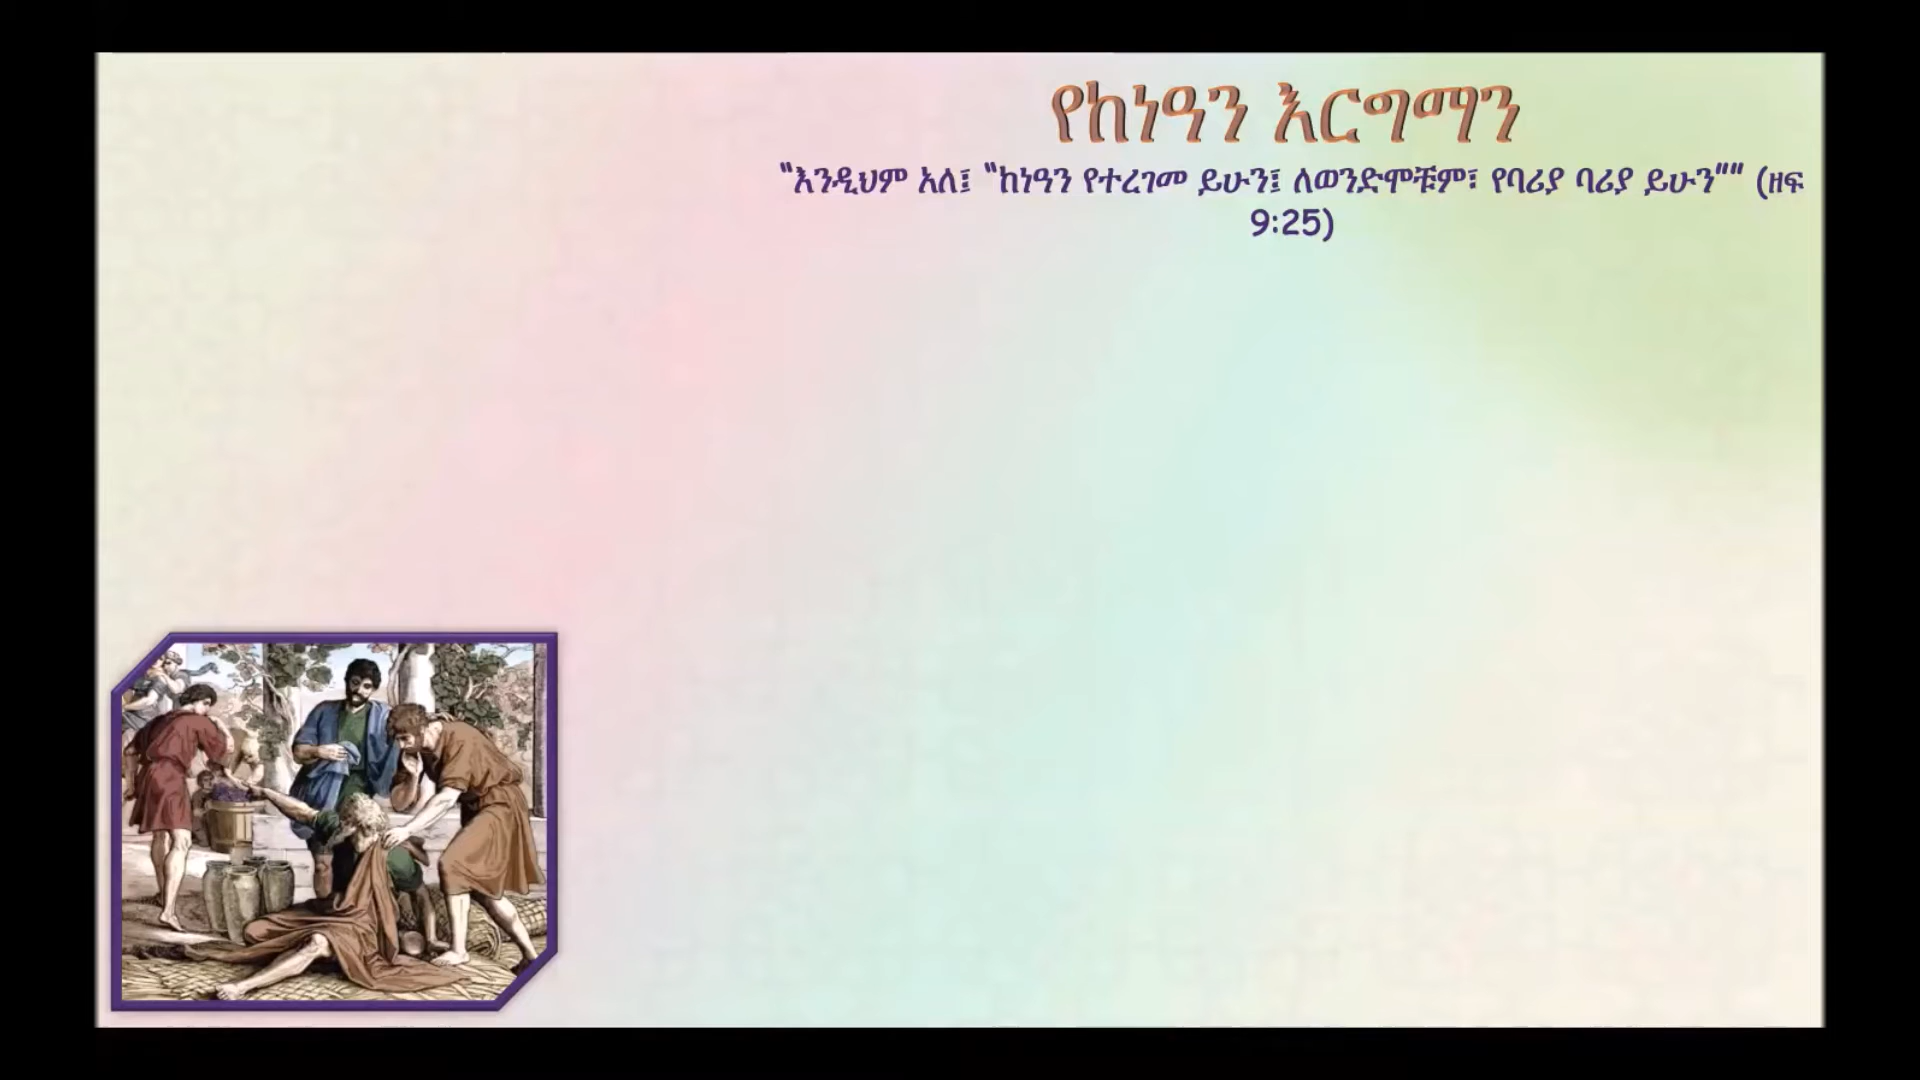 የከነዓን እርግማን
"እንዲህም አለ፤ "ከነዓን የተረገመ ይሁን፤ ለወንድሞቹም፣ የባሪያ ባሪያ ይሁን"" (ዘፍ
9:25)